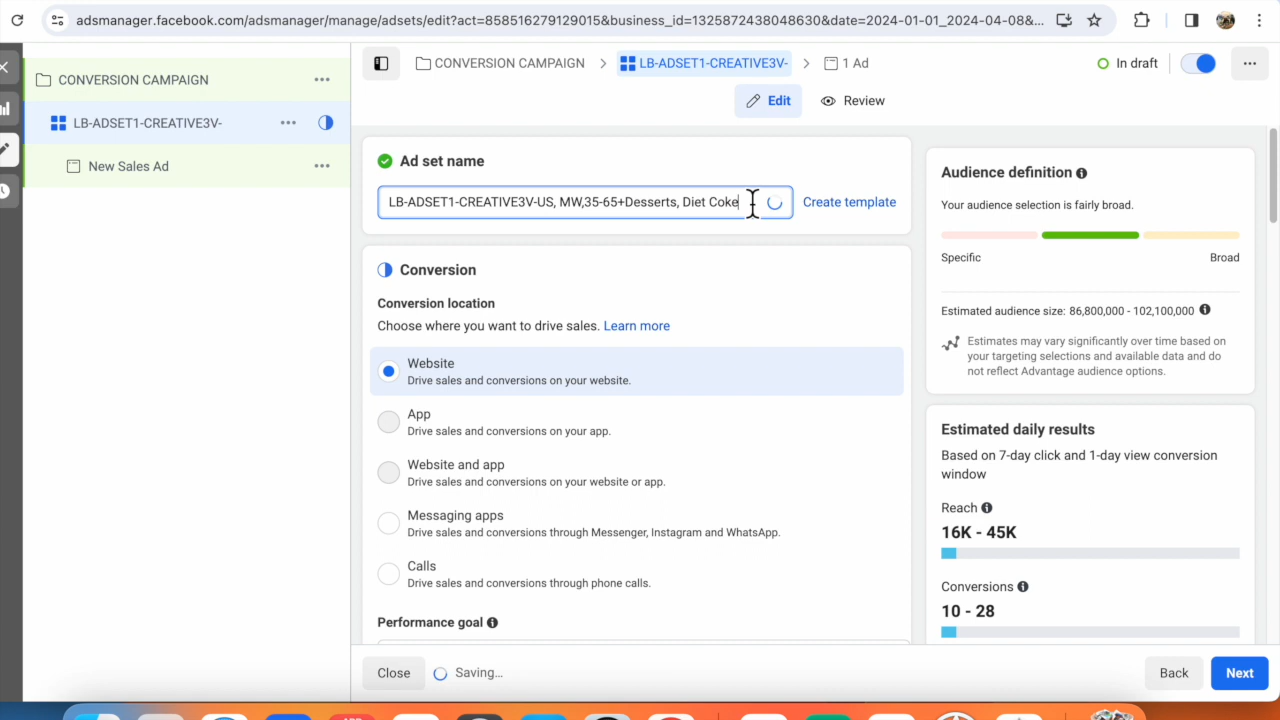 adsmanager.facebook.com/adsmanager/manage/adsets/edit?act=858516279129015&business_id=1325872438048630&date=2024-01-01_2024-04-08&...
CONVERSION CAMPAIGN
LB-ADSET1-CREATIVE3V-
New Sales Ad
CONVERSION CAMPAIGN
LB-ADSET1-CREATIVE3V-
1 Ad
In draft
Edit
Review
Ad set name
LB-ADSET1-CREATIVE3V-US, MW,35-65+Desserts, Diet Coke
Create template
Conversion
Conversion location
Choose where you want to drive sales. Learn more
Website
Drive sales and conversions on your website.
App
Drive sales and conversions on your app.
Website and app
Drive sales and conversions on your website or app.
Messaging apps
Drive sales and conversions through Messenger, Instagram and WhatsApp.
Calls
Drive sales and conversions through phone calls.
Performance goal
Audience definition
Your audience selection is fairly broad.
Specific
Broad
Estimated audience size: 86,800,000 - 102,100,000
Estimates may vary significantly over time based on
your targeting selections and available data and do
not reflect Advantage audience options.
Estimated daily results
Based on 7-day click and 1-day view conversion
window
Reach
16K - 45K
Conversions
10 - 28
Close
Saving...
Back
Next